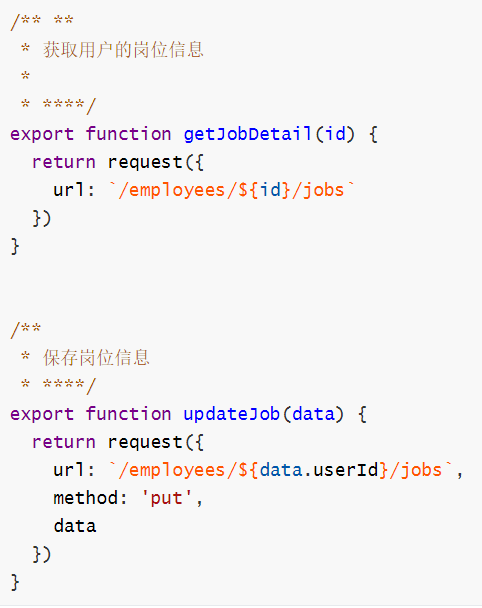 /** **
 * 获取用户的岗位信息
 *
 * ****/
export function getJobDetail(id) {
  return request({
    url: `/employees/${id}/jobs`
  })
}
/**
 * 保存岗位信息
 * ****/
export function updateJob(data) {
  return request({
    url: `/employees/${data.userId}/jobs`,
    method: 'put',
    data
  })
}